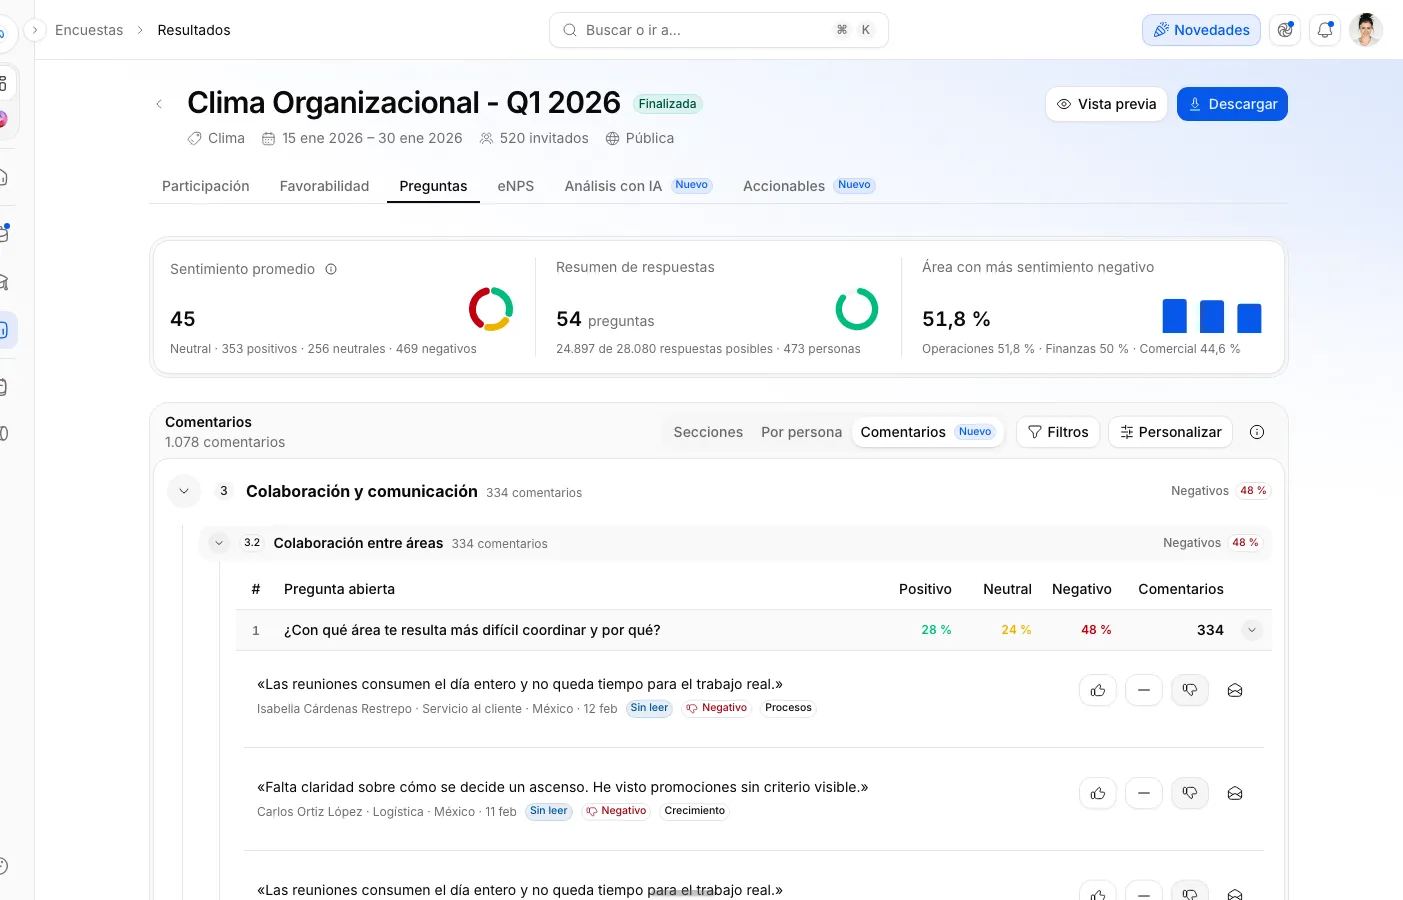 Encuestas > Resultados
Buscar o ir a... ⌘ K
Novedades
Clima Organizacional - Q1 2026 Finalizada
Vista previa Descargar
Clima 15 ene 2026 – 30 ene 2026 520 invitados Pública
Participación Favorabilidad Preguntas eNPS Análisis con IA Nuevo Accionables Nuevo
Sentimiento promedio
45
Neutral · 353 positivos · 256 neutrales · 469 negativos
Resumen de respuestas
54 preguntas
24.897 de 28.080 respuestas posibles · 473 personas
Área con más sentimiento negativo
51,8 %
Operaciones 51,8 % · Finanzas 50 % · Comercial 44,6 %
Comentarios
1.078 comentarios
Secciones Por persona Comentarios Nuevo Filtros Personalizar
3 Colaboración y comunicación 334 comentarios Negativos 48 %
3.2 Colaboración entre áreas 334 comentarios Negativos 48 %
# Pregunta abierta Positivo Neutral Negativo Comentarios
1 ¿Con qué área te resulta más difícil coordinar y por qué? 28 % 24 % 48 % 334
«Las reuniones consumen el día entero y no queda tiempo para el trabajo real.»
Isabella Cárdenas Restrepo · Servicio al cliente · México · 12 feb Sin leer Negativo Procesos
«Falta claridad sobre cómo se decide un ascenso. He visto promociones sin criterio visible.»
Carlos Ortiz López · Logística · México · 11 feb Sin leer Negativo Crecimiento
«Las reuniones consumen el día entero y no queda tiempo para el trabajo real.»